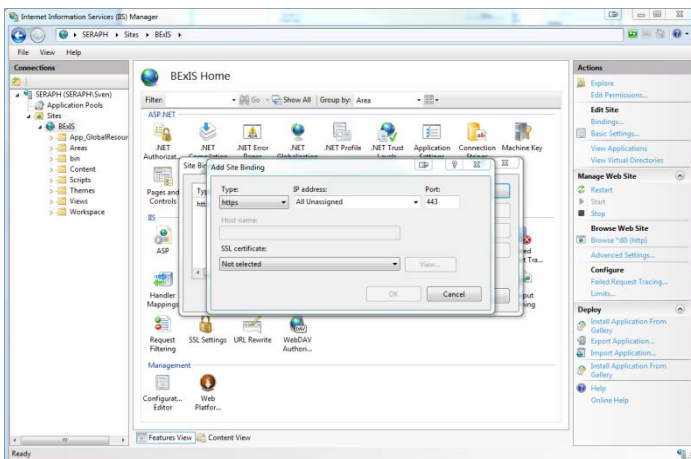 Internet Information Services (IIS) Manager
SERAPH ▸ Sites ▸ BExIS ▸
File View Help
Connections
SERAPH (SERAPH\Sven)
Application Pools
Sites
BExIS
App_GlobalResour
Areas
bin
Content
Scripts
Themes
Views
Workspace
BExIS Home
Filter: Go Show All Group by: Area
ASP.NET
.NET .NET .NET Error .NET .NET Profile .NET Trust Application Connection Machine Key
Authorizat...
Pages and
Controls
Site Bin
Typ
htt
Add Site Binding
Type: IP address: Port:
https All Unassigned 443
Host name:
SSL certificate:
Not selected View...
OK Cancel
IIS
ASP
Handler
Mappings
Request Filtering
SSL Settings
URL Rewrite
WebDAV Authori...
Management
Configurat... Editor
Web Platfor...
Features View Content View
Ready
Actions
Explore
Edit Permissions...
Edit Site
Bindings...
Basic Settings...
View Applications
View Virtual Directories
Manage Web Site
Restart
Start
Stop
Browse Web Site
Browse *:80 (http)
Advanced Settings...
Configure
Failed Request Tracing...
Limits...
Deploy
Install Application From
Gallery
Export Application...
Import Application...
Install Application From
Gallery
Help
Online Help